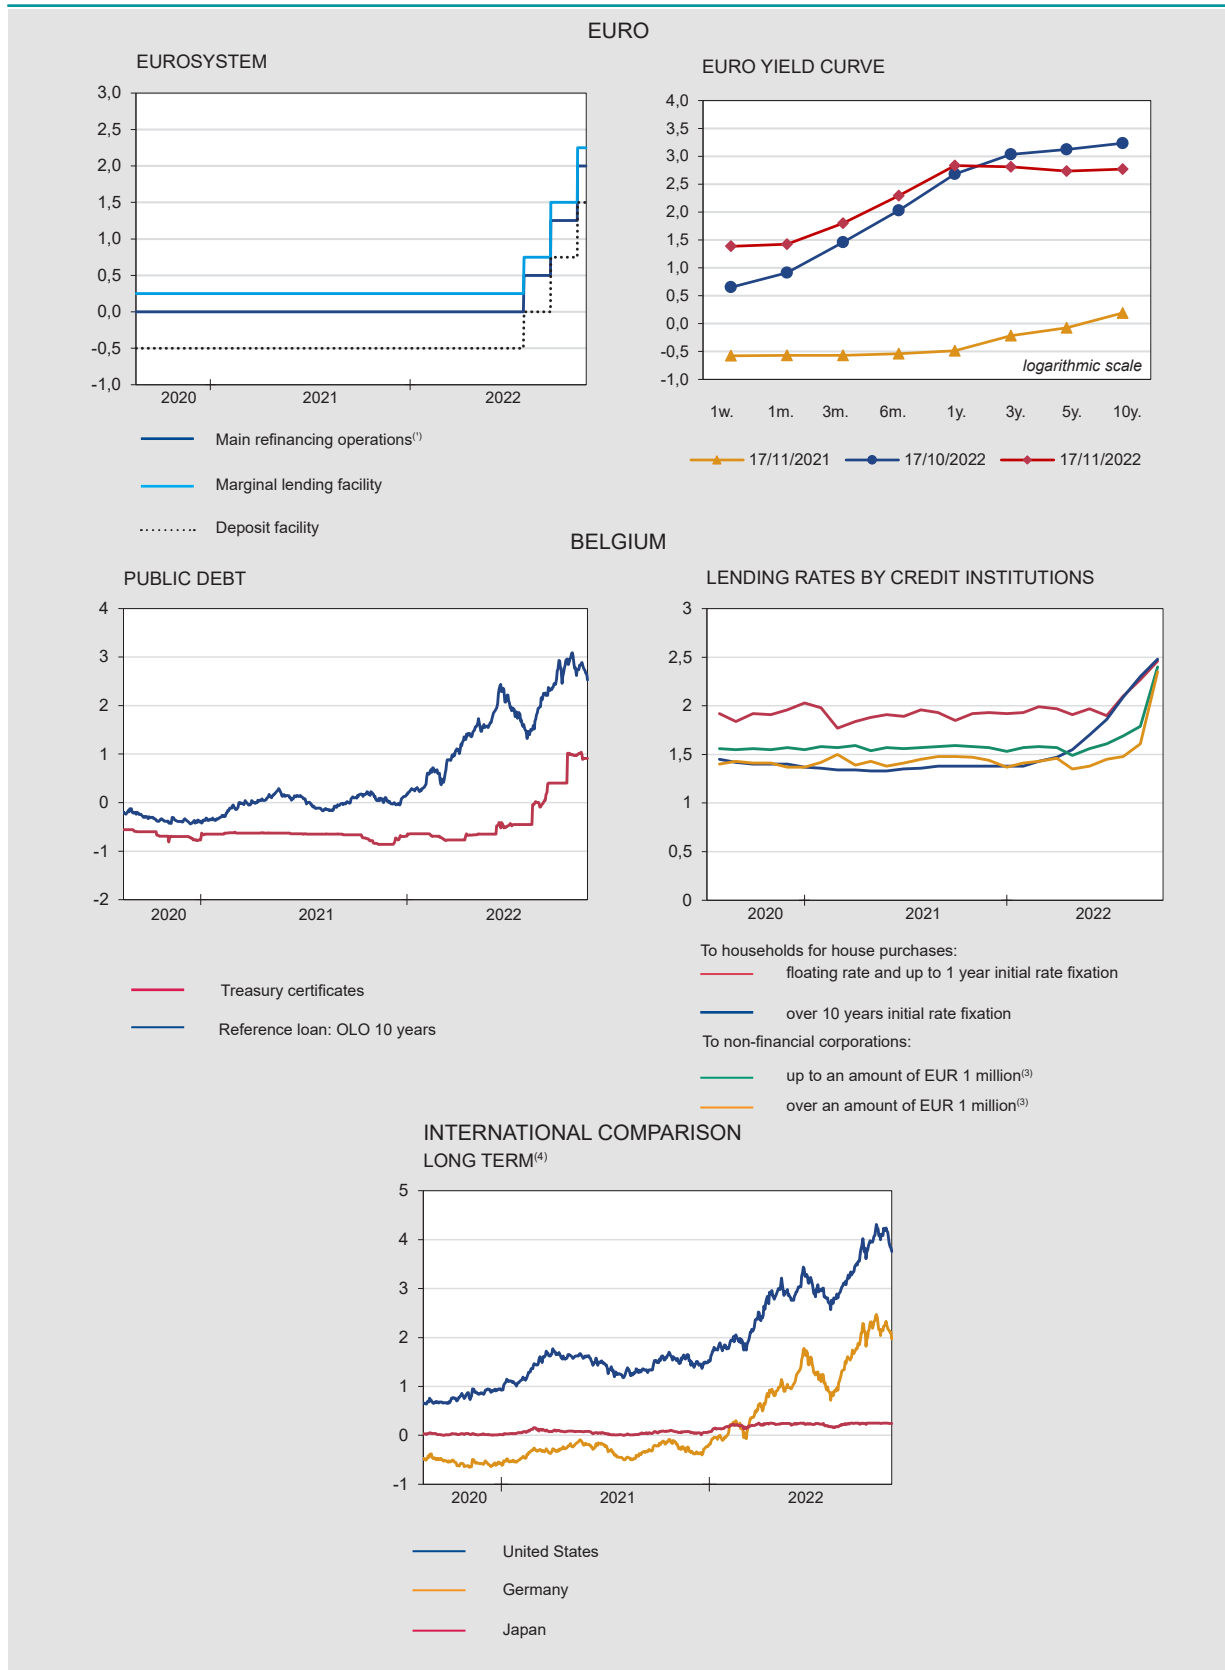 EURO
EUROSYSTEM
3,0
2,5
2,0
1,5
1,0
0,5
0,0
-0,5
-1,0
2020 2021 2022
Main refinancing operations(¹)
Marginal lending facility
Deposit facility
EURO YIELD CURVE
4,0
3,5
3,0
2,5
2,0
1,5
1,0
0,5
0,0
-0,5
-1,0
logarithmic scale
1w. 1m. 3m. 6m. 1y. 3y. 5y. 10y.
17/11/2021 17/10/2022 17/11/2022
BELGIUM
PUBLIC DEBT
4
3
2
1
0
-1
-2
2020 2021 2022
Treasury certificates
Reference loan: OLO 10 years
LENDING RATES BY CREDIT INSTITUTIONS
3
2,5
2
1,5
1
0,5
0
2020 2021 2022
To households for house purchases:
floating rate and up to 1 year initial rate fixation
over 10 years initial rate fixation
To non-financial corporations:
up to an amount of EUR 1 million(3)
over an amount of EUR 1 million(3)
INTERNATIONAL COMPARISON
LONG TERM(4)
5
4
3
2
1
0
-1
2020 2021 2022
United States
Germany
Japan